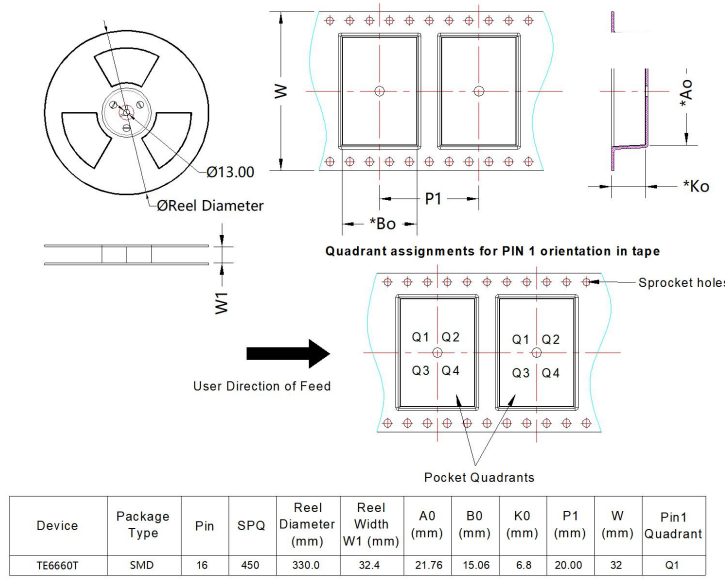 W
*Ao
Ø13.00
P1
*Ko
ØReel Diameter
*Bo
Quadrant assignments for PIN 1 orientation in tape
W1
Sprocket holes
Q1 Q2 Q1 Q2
Q3 Q4 Q3 Q4
User Direction of Feed
Pocket Quadrants
Device Package Type Pin SPQ Reel Diameter (mm) Reel Width W1 (mm) A0 (mm) B0 (mm) K0 (mm) P1 (mm) W (mm) Pin1 Quadrant
TE6660T SMD 16 450 330.0 32.4 21.76 15.06 6.8 20.00 32 Q1